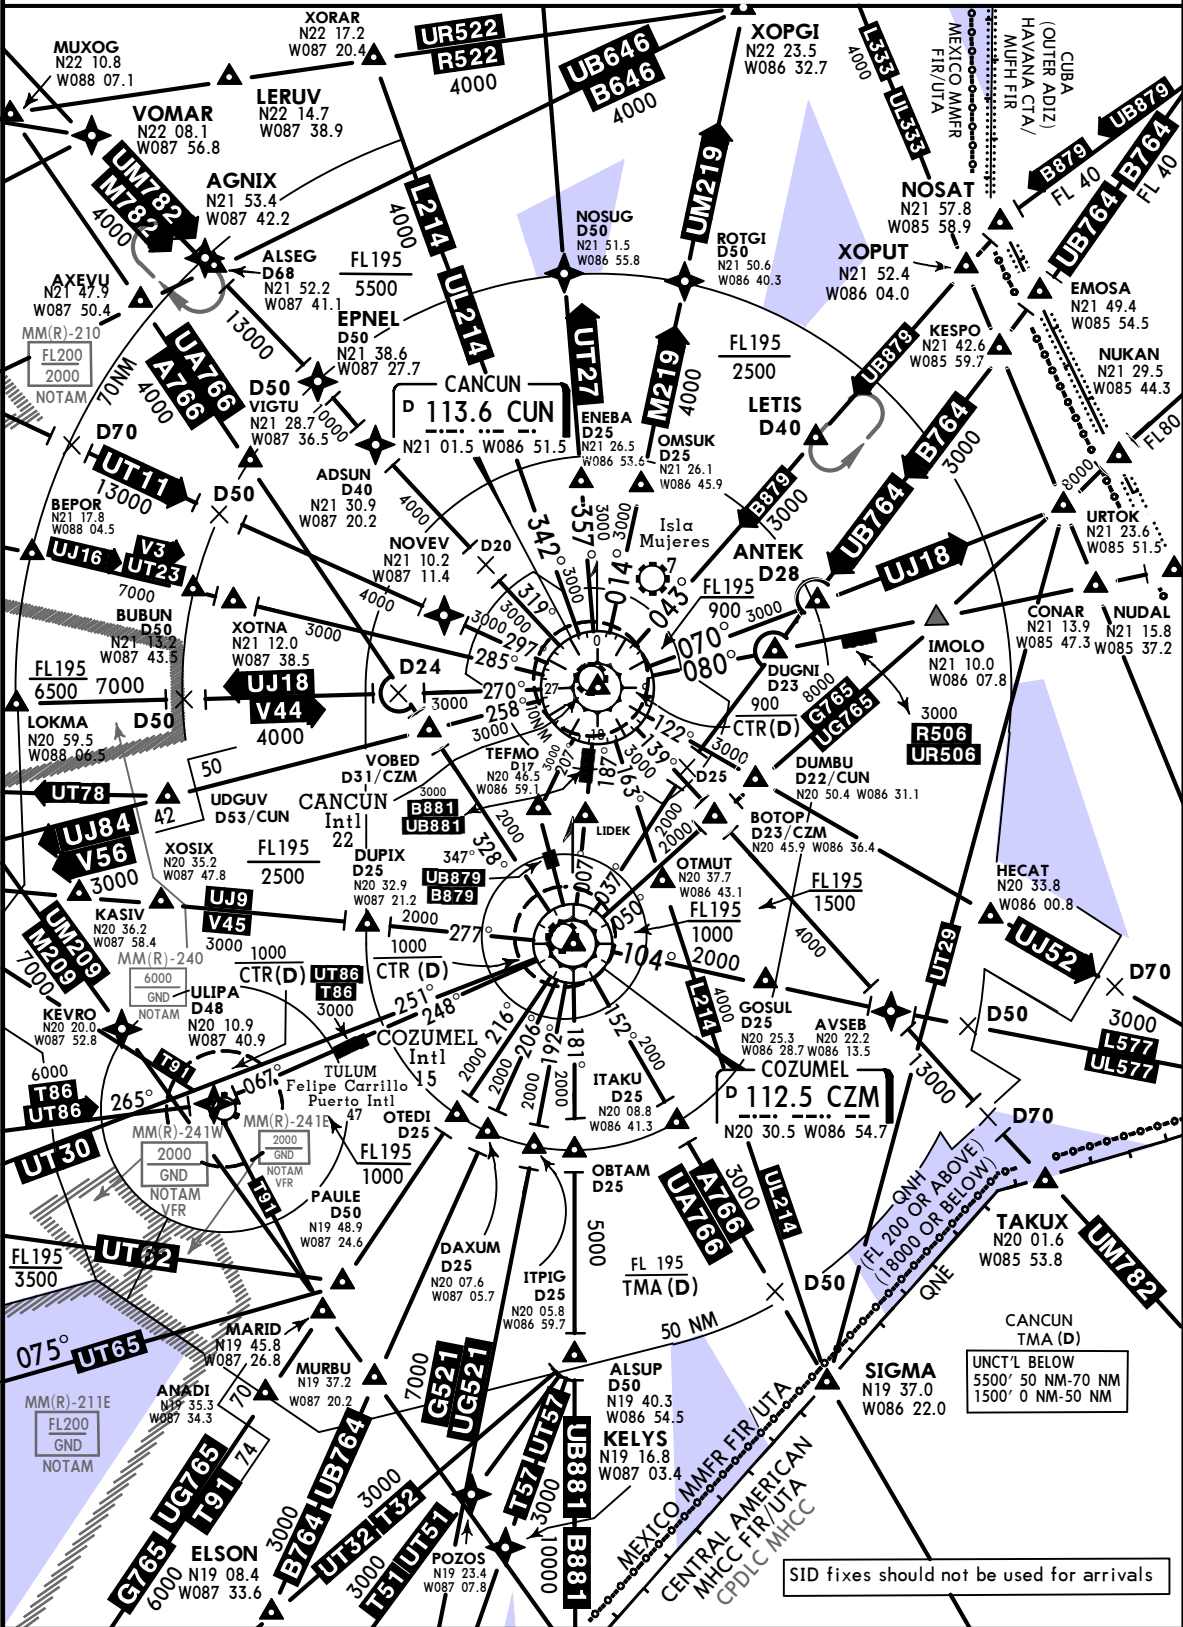 XORAR
N22 17.2
W087 20.4
UR522
R522
4000
XOPGI
N22 23.5
W086 32.7
MUXOG
N22 10.8
W088 07.1
LERUV
N22 14.7
W087 38.9
UB646
B646
4000
L333
UL333
4000
MEXICO MMFR
FIR/UTA
CUBA
(OUTER ADIZ)
HAVANA CTA/
MUFH FIR
UB879
B879
FL 40
B764
UB764
FL 40
VOMAR
N22 08.1
W087 56.8
UM782
M782
4000
AGNIX
N21 53.4
W087 42.2
L214
4000
UL214
UM219
NOSAT
N21 57.8
W085 58.9
NOSUG
D50
N21 51.5
W086 55.8
ROTGI
D50
N21 50.6
W086 40.3
XOPUT
N21 52.4
W086 04.0
ALSEG
D68
N21 52.2
W087 41.1
FL195
5500
AXEVU
N21 47.9
W087 50.4
EMOSA
N21 49.4
W085 54.5
MM(R)-210
FL200
2000
NOTAM
13000
EPNEL
D50
N21 38.6
W087 27.7
UT27
M219
4000
FL195
2500
UB879
KESPO
N21 42.6
W085 59.7
NUKAN
N21 29.5
W085 44.3
70NM
UA766
A766
4000
CANCUN
D 113.6 CUN
N21 01.5 W086 51.5
LETIS
D40
B764
3000
FL80
D50
VIGTU
N21 28.7
W087 36.5
10000
ENEBA
D25
N21 26.5
W086 53.6
OMSUK
D25
N21 26.1
W086 45.9
D70
UT11
13000
D50
ADSUN
D40
N21 30.9
W087 20.2
4000
B879
3000
UB764
8000
BEPOR
N21 17.8
W088 04.5
UJ16
V3
UT23
7000
342°
357°
3000
3000
014°
Isla
Mujeres
7
043°
URTOK
N21 23.6
W085 51.5
NOVEV
N21 10.2
W087 11.4
D20
3000
319°
3000
ANTEK
D28
UJ18
FL195
900
3000
BUBUN
D50
N21 13.2
W087 43.5
XOTNA
N21 12.0
W087 38.5
4000
3000
3000
297°
285°
0
070°
080°
CONAR
N21 13.9
W085 47.3
NUDAL
N21 15.8
W085 37.2
IMOLO
N21 10.0
W086 07.8
FL195
6500
7000
UJ18
V44
4000
D24
270°
258°
3000
3000
27
9
18
10NM
DUGNI
D23
8000
900
CTR(D)
G765
UG765
3000
R506
UR506
LOKMA
N20 59.5
W088 06.5
D50
50
VOBED
D31/CZM
TEFMO
D17
N20 46.5
W086 59.1
3000
207°
187°
163°
3000
139°
122°
3000
D25
DUMBU
D22/CUN
N20 50.4 W086 31.1
UT78
42
UDGUV
D53/CUN
CANCUN
Intl
22
3000
B881
UB881
2000
LIDEK
2000
2000
BOTOP
D23/CZM
N20 45.9 W086 36.4
UJ84
V56
3000
XOSIX
N20 35.2
W087 47.8
FL195
2500
DUPIX
D25
N20 32.9
W087 21.2
328°
347°
UB879
B879
OTMUT
N20 37.7
W086 43.1
FL195
1500
HECAT
N20 33.8
W086 00.8
KASIV
N20 36.2
W087 58.4
UJ9
V45
3000
2000
277°
007°
037°
050°
FL195
1000
104°
2000
4000
UT29
UJ52
D70
UM209
M209
7000
MM(R)-240
6000
GND
NOTAM
1000
CTR(D)
1000
CTR (D)
UT86
T86
3000
251°
248°
ULIPA
D48
N20 10.9
W087 40.9
KEVRO
N20 20.0
W087 52.8
COZUMEL
Intl
15
216°
206°
192°
181°
152°
2000
2000
2000
2000
2000
L214
4000
GOSUL
D25
N20 25.3
W086 28.7
AVSEB
N20 22.2
W086 13.5
D50
3000
L577
UL577
COZUMEL
D 112.5 CZM
N20 30.5 W086 54.7
13000
D70
6000
T86
UT86
265°
T91
067°
TULUM
Felipe Carrillo
Puerto Intl
47
UT30
MM(R)-241W
2000
GND
NOTAM
VFR
MM(R)-241E
2000
GND
NOTAM
VFR
OTEDI
D25
ITAKU
D25
N20 08.8
W086 41.3
FL195
1000
T91
PAULE
D50
N19 48.9
W087 24.6
OBTAM
D25
A766
UA766
3000
UL214
QNH
(FL 200 OR ABOVE)
(18000 OR BELOW)
QNE
TAKUX
N20 01.6
W085 53.8
UM782
FL195
3500
UT62
DAXUM
D25
N20 07.6
W087 05.7
ITPIG
D25
N20 05.8
W086 59.7
5000
FL 195
TMA (D)
D50
50 NM
075°
UT65
MARID
N19 45.8
W087 26.8
MURBU
N19 37.2
W087 20.2
7000
G521
UG521
ALSUP
D50
N19 40.3
W086 54.5
SIGMA
N19 37.0
W086 22.0
CANCUN
TMA (D)
UNCT'L BELOW
5500' 50 NM-70 NM
1500' 0 NM-50 NM
MM(R)-211E
FL200
GND
NOTAM
ANADI
N19 35.3
W087 34.3
70
74
UG765
G765
T91
6000
UB764
B764
3000
3000
UT32
T32
3000
T51
UT51
UT57
T57
3000
UB881
B881
1000
KELYS
N19 16.8
W087 03.4
MEXICO MMFR FIR/UTA
CENTRAL AMERICAN
MHCC FIR/UTA
CPDLC MHCC
ELSON
N19 08.4
W087 33.6
POZOS
N19 23.4
W087 07.8
SID fixes should not be used for arrivals